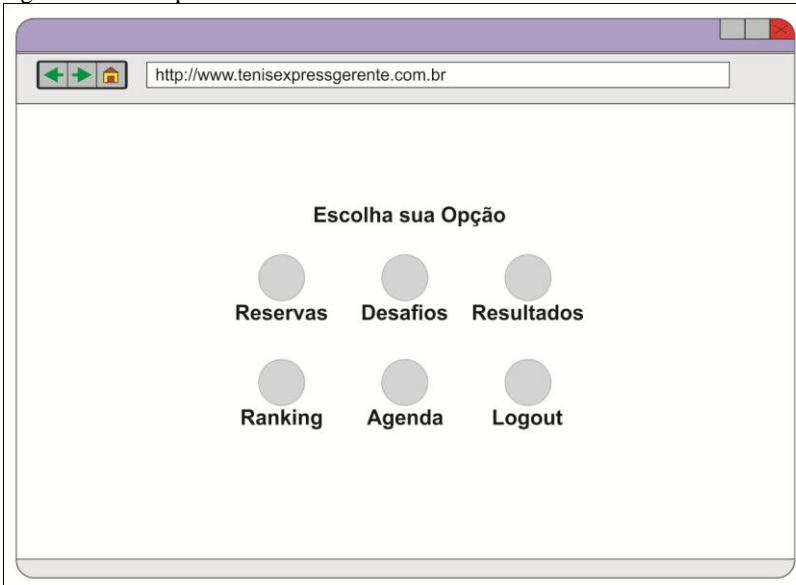 http://www.tenisexpressgerente.com.br
Escolha sua Opção
Reservas Desafios Resultados
Ranking Agenda Logout